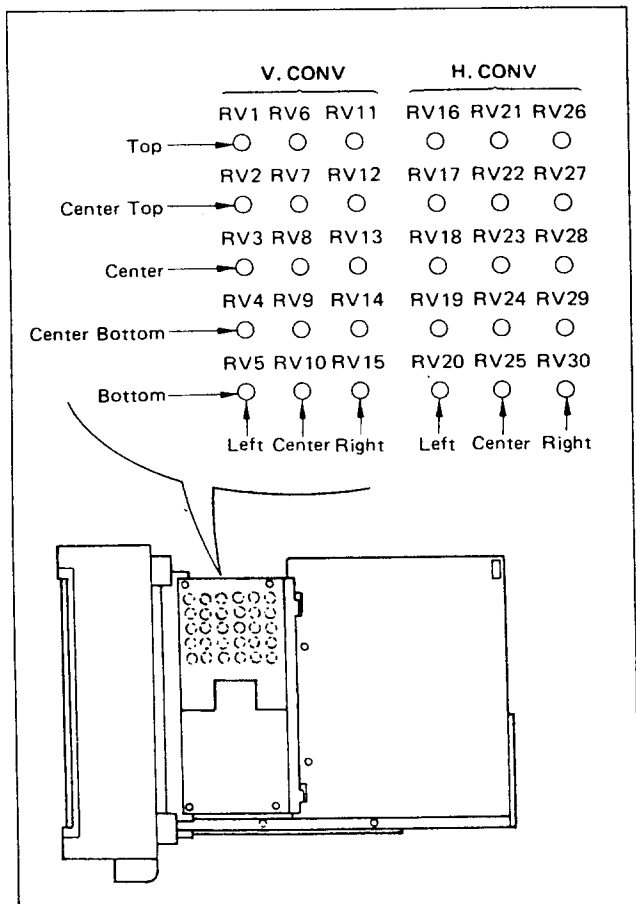 V. CONV H. CONV
RV1 RV6 RV11 RV16 RV21 RV26
Top
RV2 RV7 RV12 RV17 RV22 RV27
Center Top
RV3 RV8 RV13 RV18 RV23 RV28
Center
RV4 RV9 RV14 RV19 RV24 RV29
Center Bottom
RV5 RV10 RV15 RV20 RV25 RV30
Bottom
Left Center Right Left Center Right